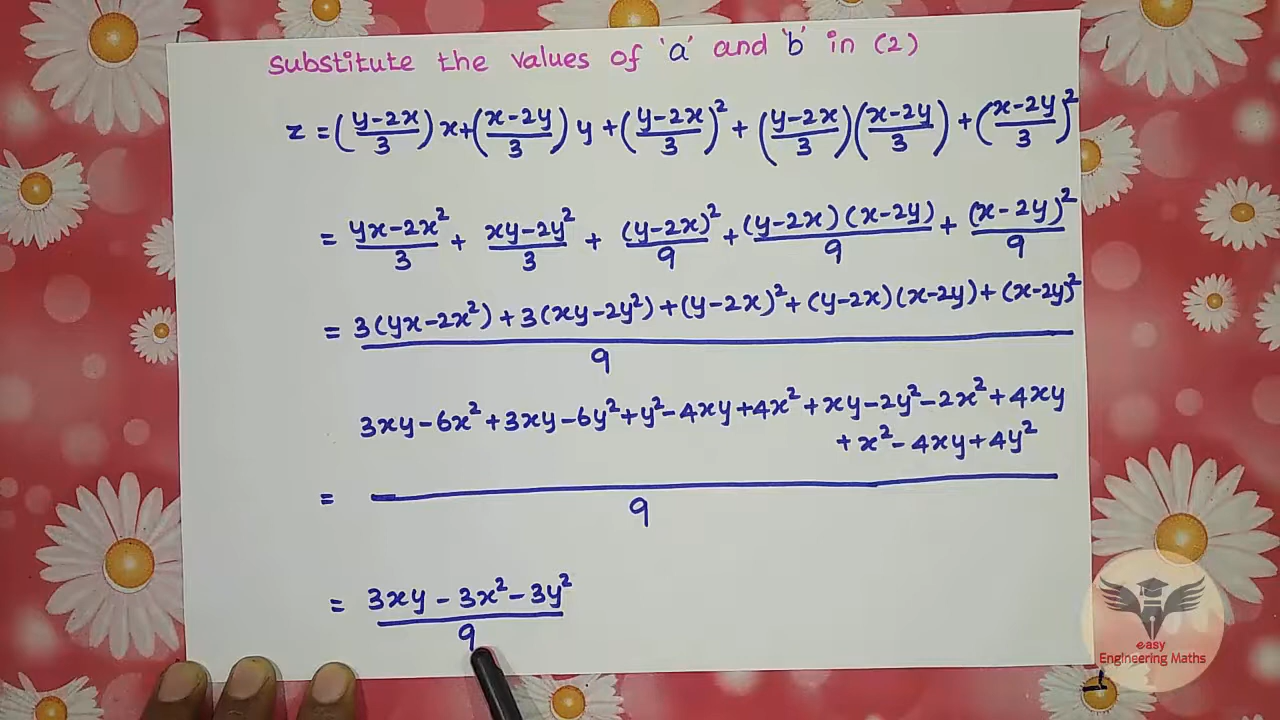 Substitute the values of 'a' and 'b' in (2)
z = (y-2x/3) x + (x-2y/3) y + (y-2x/3)² + (y-2x/3)(x-2y/3) + (x-2y/3)²
= yx-2x²/3 + xy-2y²/3 + (y-2x)²/9 + (y-2x)(x-2y)/9 + (x-2y)²/9
= 3(yx-2x²) + 3(xy-2y²) + (y-2x)² + (y-2x)(x-2y) + (x-2y)²
9
3xy-6x²+3xy-6y²+y²-4xy+4x²+xy-2y²-2x²+4xy
+x²-4xy+4y²
=
9
= 3xy-3x²-3y²
9
easy
Engineering Maths